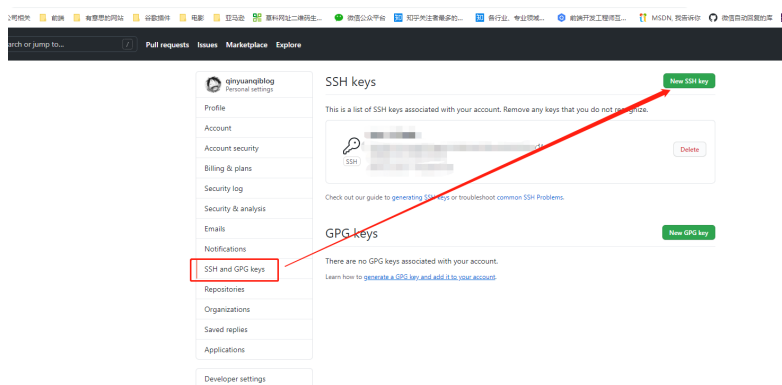 公司相关 前端 有意思的网站 谷歌插件 电影 亚马逊 草料网址二维码生... 微信公众平台 知乎关注者最多的... 各行业、专业领域... 前端开发工程师互... MSDN, 我告诉你 微信自动回复的库
arch or jump to... / Pull requests Issues Marketplace Explore
qinyuanqiblog
Personal settings
Profile
Account
Account security
Billing & plans
Security log
Security & analysis
Emails
Notifications
SSH and GPG keys
Repositories
Organizations
Saved replies
Applications
Developer settings
SSH keys
New SSH key
This is a list of SSH keys associated with your account. Remove any keys that you do not recognize.
SSH
Delete
Check out our guide to generating SSH keys or troubleshoot common SSH Problems.
GPG keys
New GPG key
There are no GPG keys associated with your account.
Learn how to generate a GPG key and add it to your account.